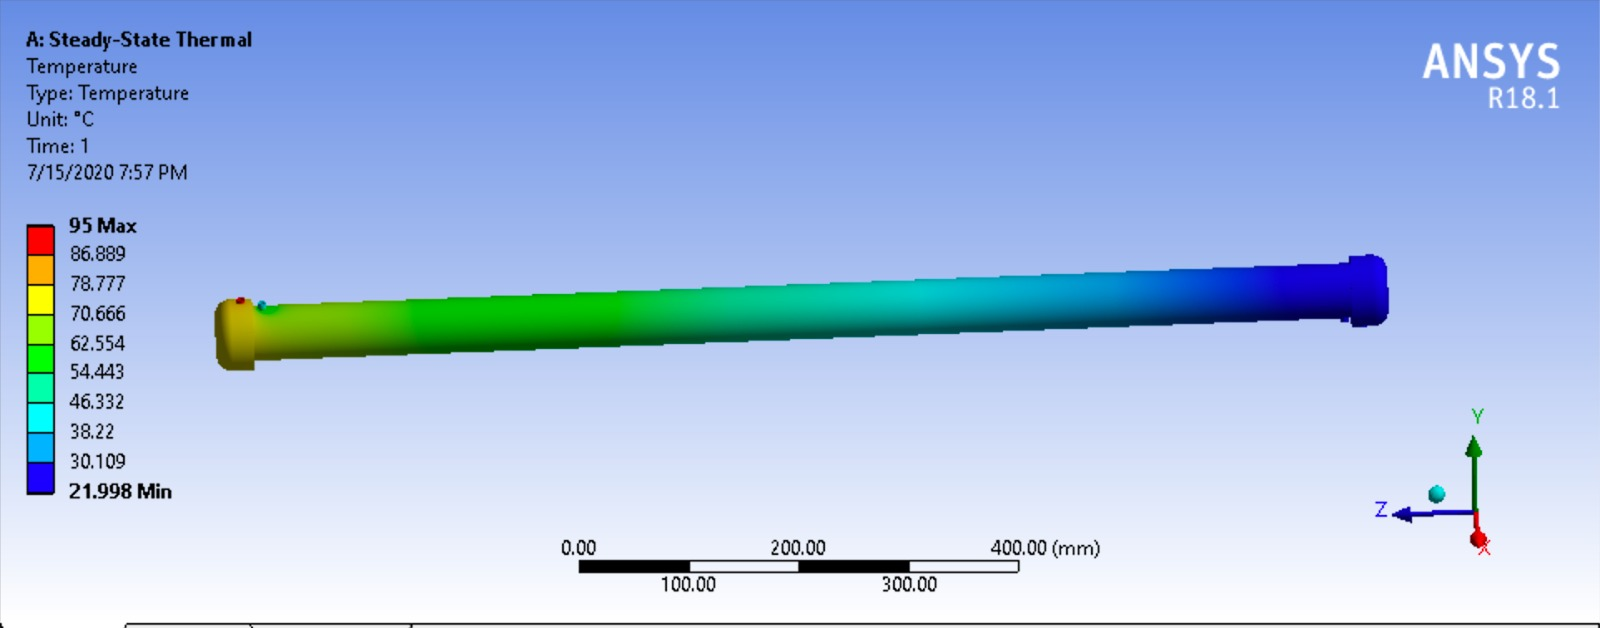 A: Steady-State Thermal
Temperature
Type: Temperature
Unit: °C
Time: 1
7/15/2020 7:57 PM
ANSYS
R18.1
95 Max
86.889
78.777
70.666
62.554
54.443
46.332
38.22
30.109
21.998 Min
Y
Z
X
0.00 200.00 400.00 (mm)
100.00 300.00